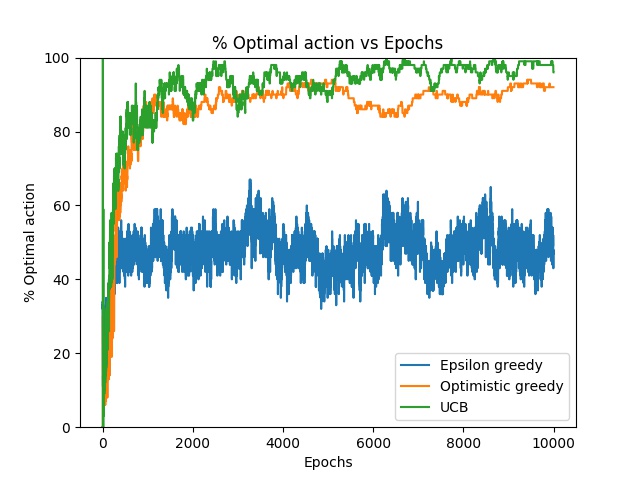 % Optimal action vs Epochs
% Optimal action
100
80
60
40
20
0
Epsilon greedy
Optimistic greedy
UCB
0 2000 4000 6000 8000 10000
Epochs